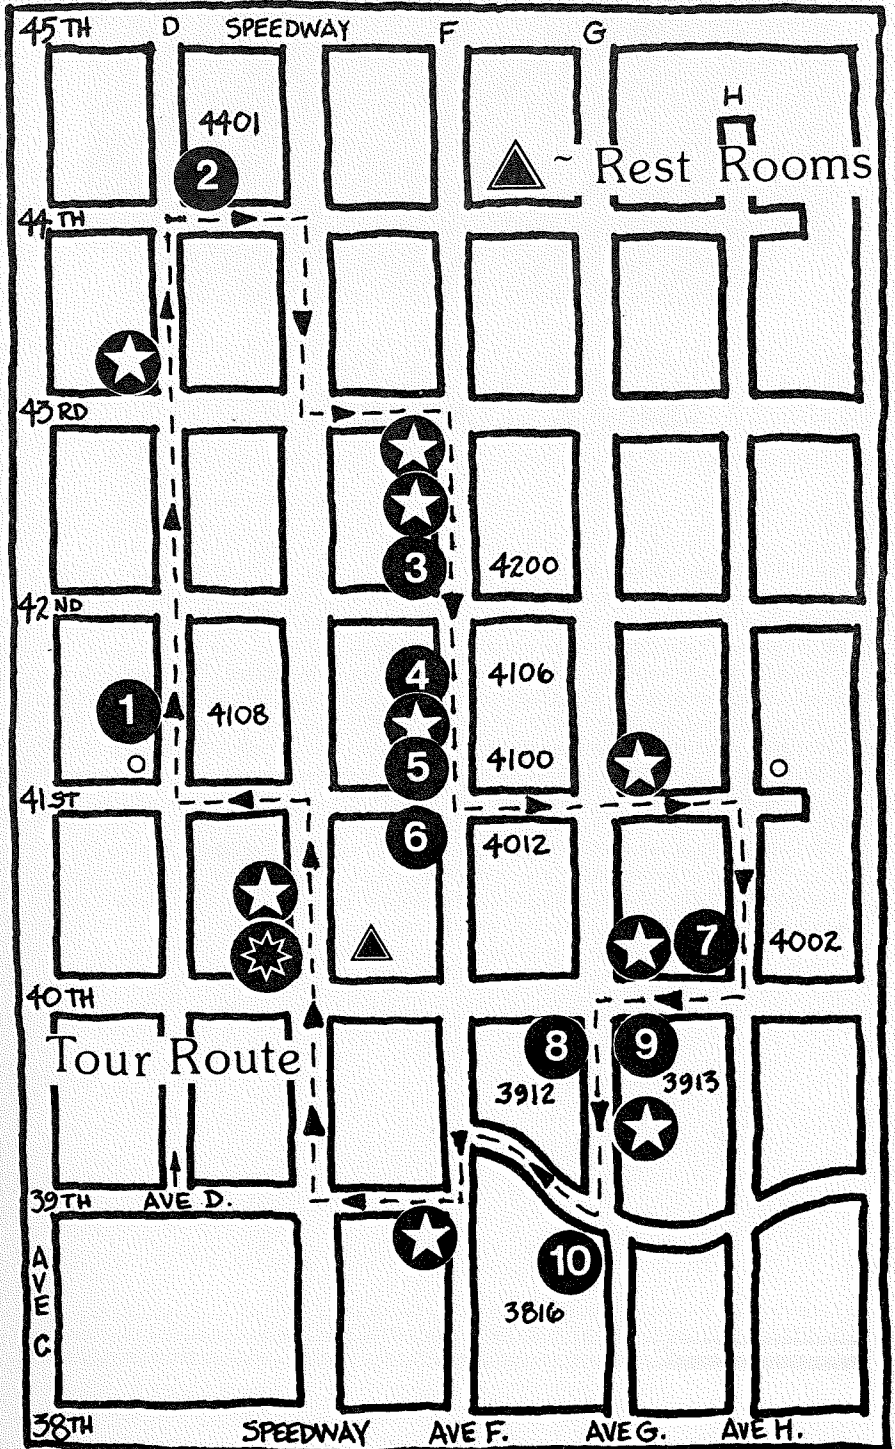 45TH D SPEEDWAY F G
H
4401
2
~ Rest Rooms
44TH
43RD
3
4200
42ND
4
4106
1
4108
5
4100
41ST
6
4012
7
4002
40TH
Tour Route
8
9
3912
3913
39TH AVE D.
10
3816
AVE C
38TH SPEEDWAY AVE F. AVE G. AVE H.